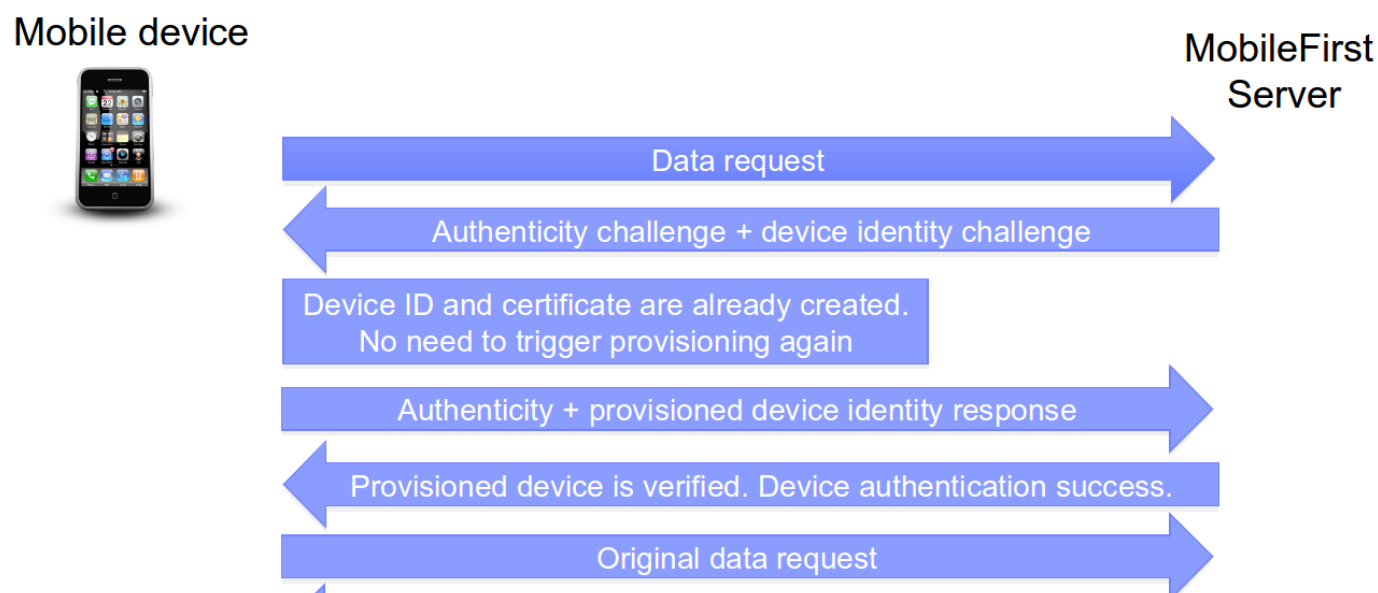 Mobile device
MobileFirst
Server
Data request
Authenticity challenge + device identity challenge
Device ID and certificate are already created.
No need to trigger provisioning again
Authenticity + provisioned device identity response
Provisioned device is verified. Device authentication success.
Original data request